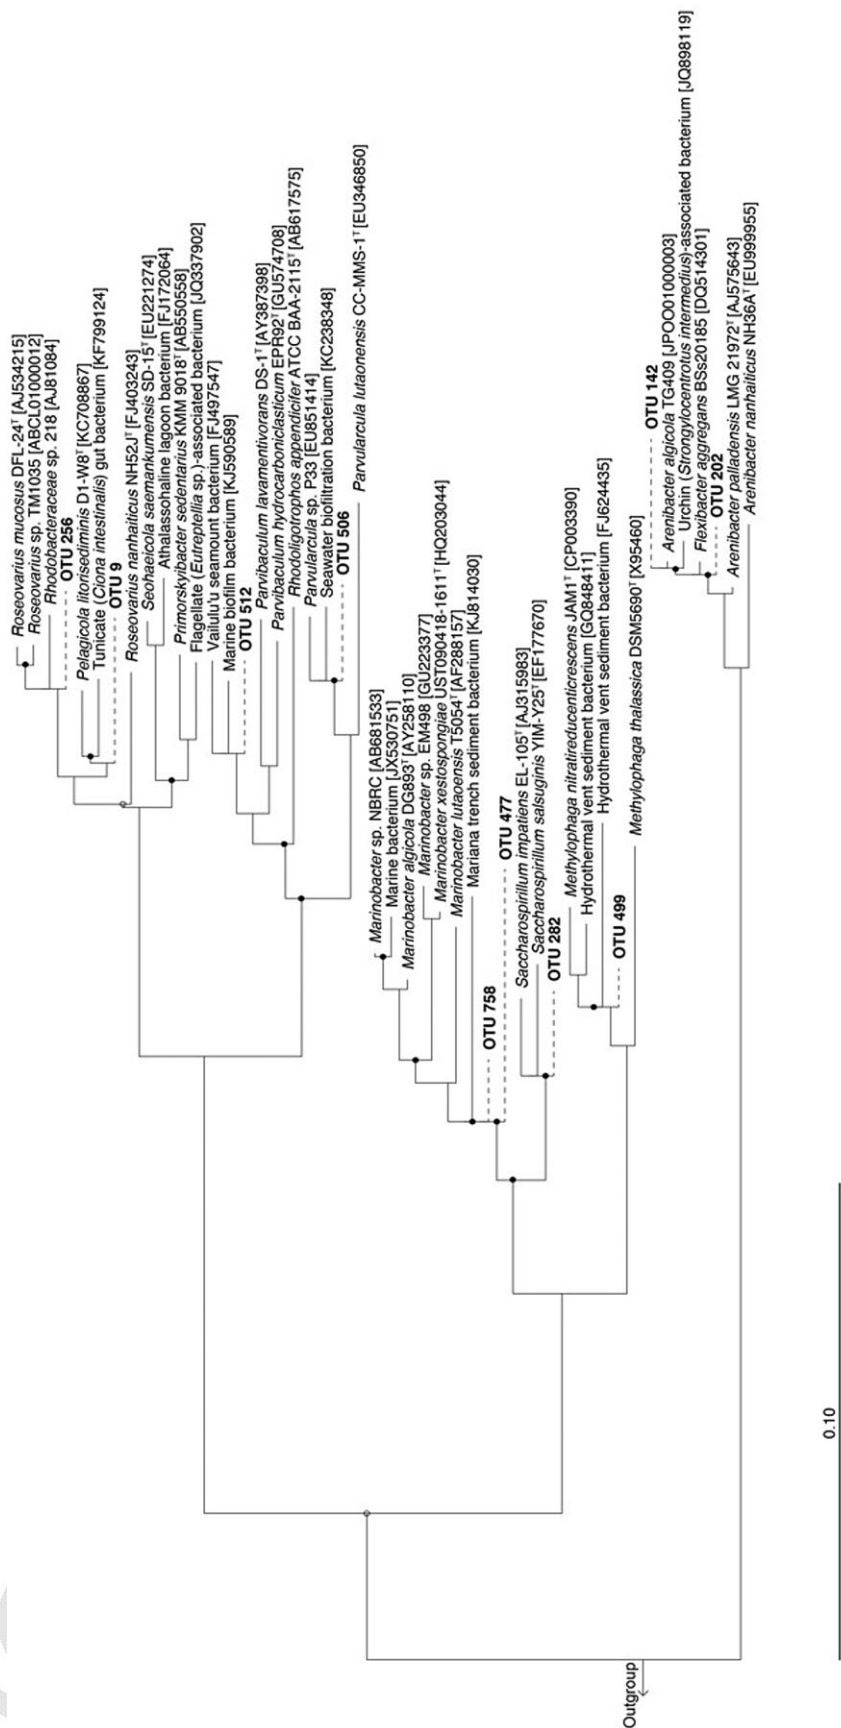 Roseovarius mucosus DFL-24ᵀ [AJ534215]
Roseovarius sp. TM1035 [ABCL01000012]
Rhodobacteraceae sp. 218 [AJ81084]
OTU 256
Pelagicola litorisediminis D1-W8ᵀ [KC708867]
Tunicate (Ciona intestinalis) gut bacterium [KF799124]
OTU 9
Roseovarius nanhaiticus NH52Jᵀ [FJ403243]
Seohaeicola saemankumensis SD-15ᵀ [EU221274]
Athalassohaline lagoon bacterium [FJ172064]
Primorskyibacter sedentarius KMM 9018ᵀ [AB550558]
Flagellate (Eutreptellia sp.)-associated bacterium [JQ337902]
Vailulu'u seamount bacterium [FJ497547]
Marine biofilm bacterium [KJ590589]
OTU 512
Parvibaculum lavamentivorans DS-1ᵀ [AY387398]
Parvibaculum hydrocarboniclasticum EPR92ᵀ [GU574708]
Rhodoligotrophos appendicifer ATCC BAA-2115ᵀ [AB617575]
Parvularcula sp. P33 [EU851414]
Seawater biofiltration bacterium [KC238348]
OTU 506
Parvularcula lutaonensis CC-MMS-1ᵀ [EU346850]
Marinobacter sp. NBRC [AB681533]
Marine bacterium [JX530751]
Marinobacter algicola DG893ᵀ [AY258110]
Marinobacter sp. EM498 [GU223377]
Marinobacter xestospongiae UST090418-1611ᵀ [HQ203044]
Marinobacter lutaoensis T5054ᵀ [AF288157]
Mariana trench sediment bacterium [KJ814030]
OTU 758
OTU 477
Saccharospirillum impatiens EL-105ᵀ [AJ315983]
Saccharospirillum salsuginis YIM-Y25ᵀ [EF177670]
OTU 282
Methylophaga nitratireducenticrescens JAM1ᵀ [CP003390]
Hydrothermal vent sediment bacterium [GQ848411]
Hydrothermal vent sediment bacterium [FJ624435]
OTU 499
Methylophaga thalassica DSM5690ᵀ [X95460]
OTU 142
Arenibacter algicola TG409 [JPOO01000003]
Urchin (Strongylocentrotus intermedius)-associated bacterium [JQ898119]
Flexibacter aggregans BSs20185 [DQ514301]
OTU 202
Arenibacter palladensis LMG 21972ᵀ [AJ575643]
Arenibacter nanhaiticus NH36Aᵀ [EU999955]
Outgroup
0.10